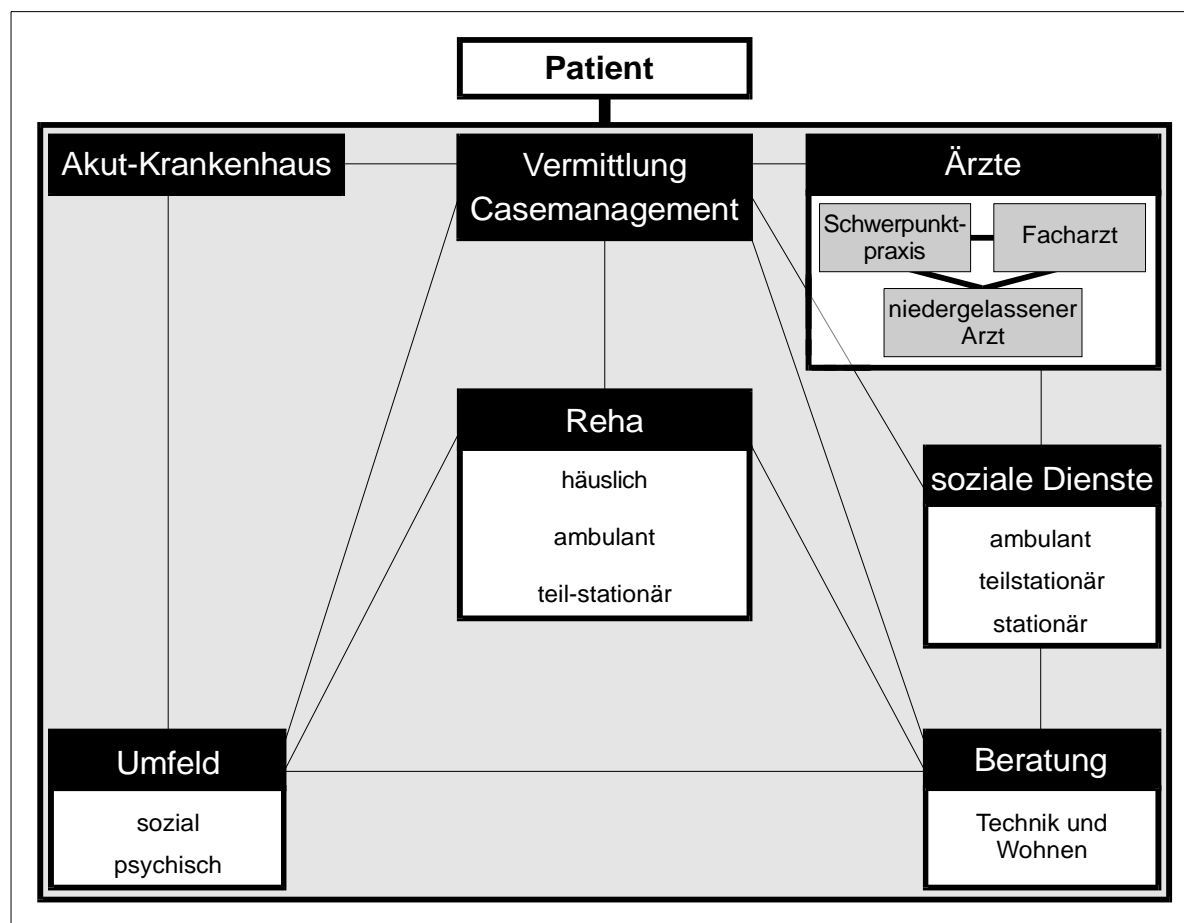 Patient
Akut-Krankenhaus
Vermittlung
Casemanagement
Ärzte
Schwerpunkt-
praxis
Facharzt
niedergelassener
Arzt
Reha
häuslich
ambulant
teil-stationär
soziale Dienste
ambulant
teilstationär
stationär
Umfeld
sozial
psychisch
Beratung
Technik und
Wohnen